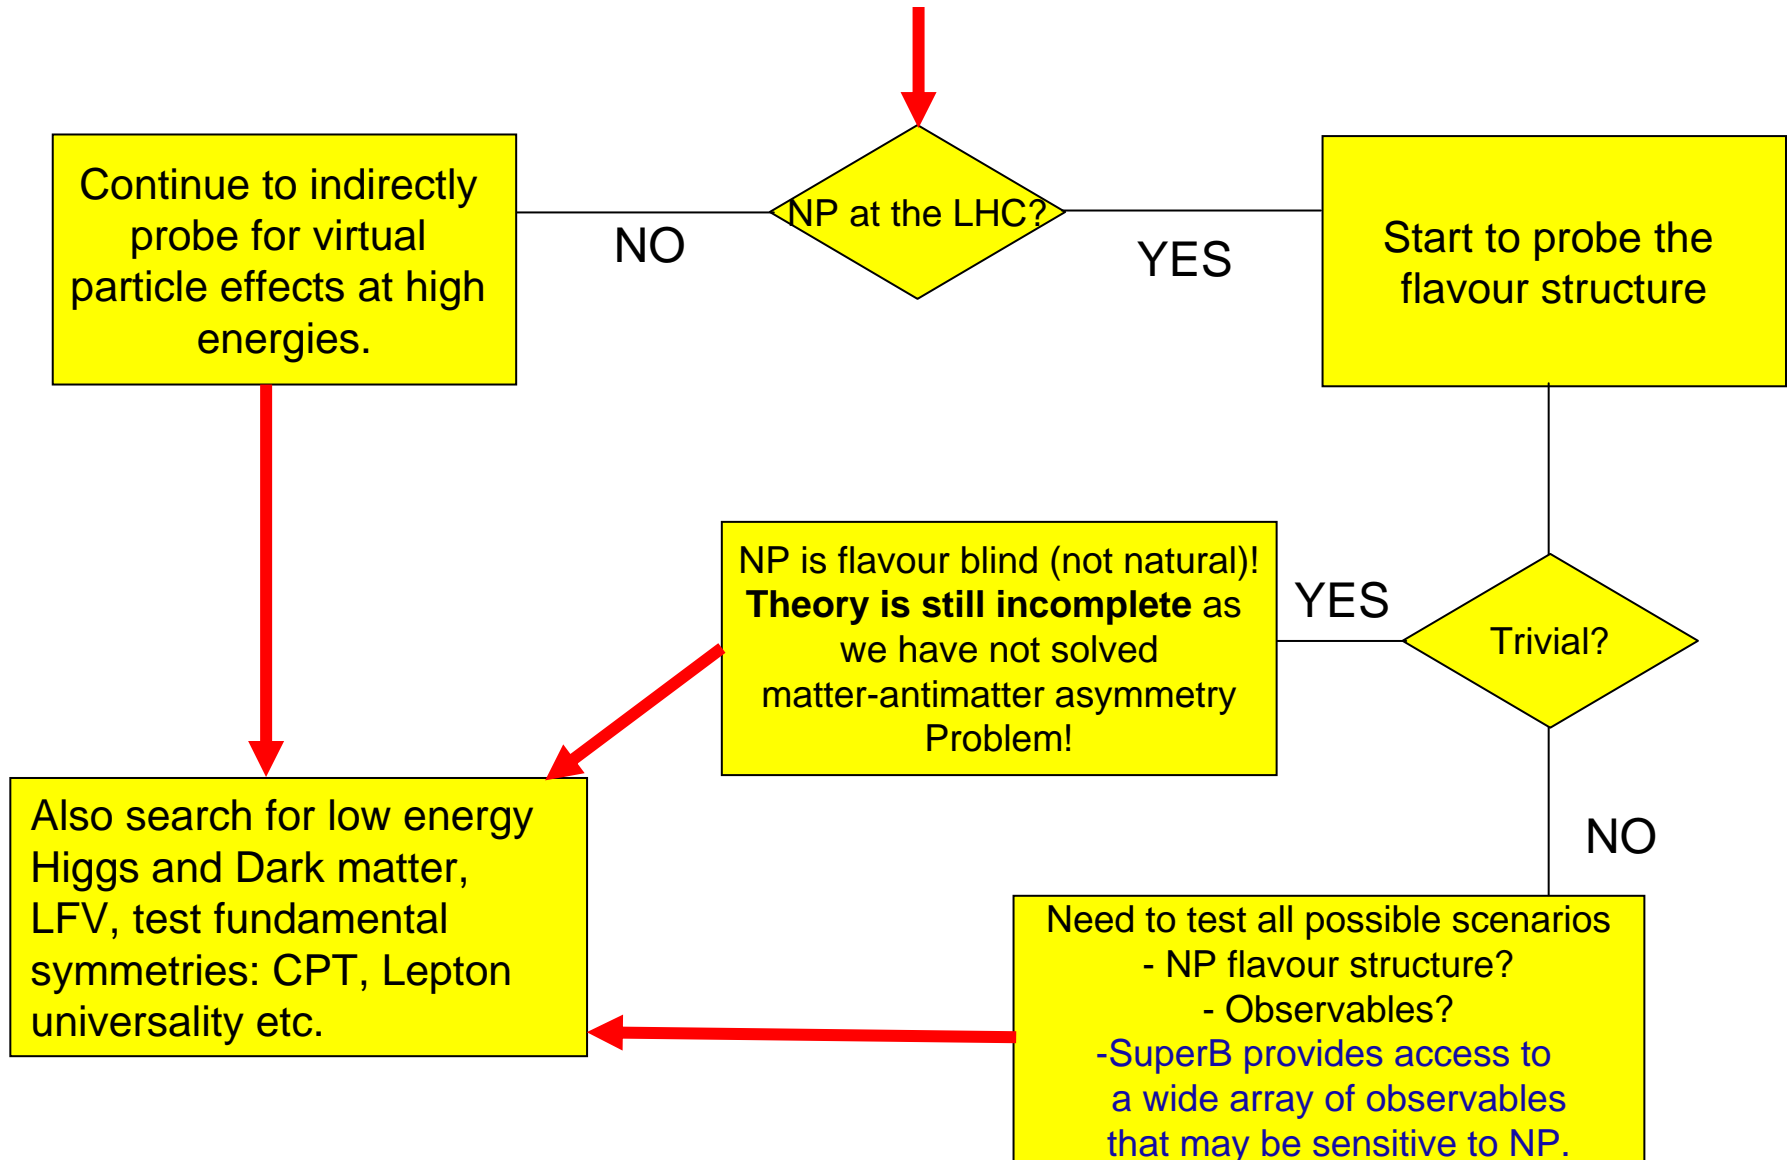 NP at the LHC?
NO
YES
Continue to indirectly
probe for virtual
particle effects at high
energies.
Start to probe the
flavour structure
NP is flavour blind (not natural)!
Theory is still incomplete as
we have not solved
matter-antimatter asymmetry
Problem!
YES
Trivial?
NO
Also search for low energy
Higgs and Dark matter,
LFV, test fundamental
symmetries: CPT, Lepton
universality etc.
Need to test all possible scenarios
- NP flavour structure?
- Observables?
-SuperB provides access to
a wide array of observables
that may be sensitive to NP.